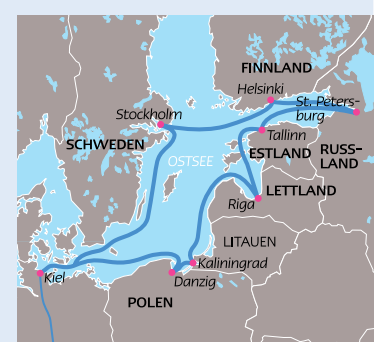 FINNLAND
Helsinki
St. Peters-
burg
Stockholm
Tallinn
SCHWEDEN
ESTLAND
RUSS-
LAND
OSTSEE
LETTLAND
Riga
LITAUEN
Kaliningrad
Kiel
Danzig
POLEN